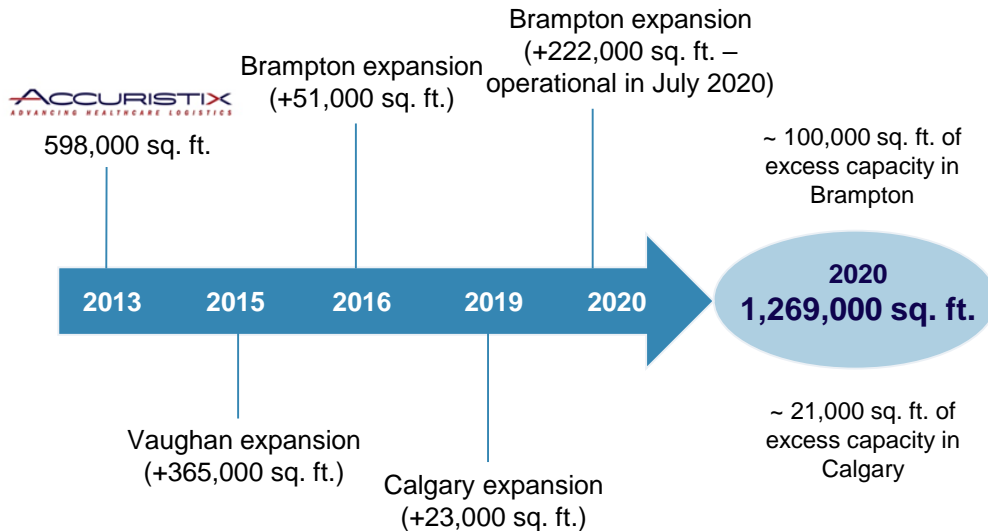 ACCURISTIX
ADVANCING HEALTHCARE LOGISTICS
598,000 sq. ft.
Brampton expansion
(+51,000 sq. ft.)
Brampton expansion
(+222,000 sq. ft. –
operational in July 2020)
~ 100,000 sq. ft. of
excess capacity in
Brampton
2013
2015
2016
2019
2020
2020
1,269,000 sq. ft.
Vaughan expansion
(+365,000 sq. ft.)
Calgary expansion
(+23,000 sq. ft.)
~ 21,000 sq. ft. of
excess capacity in
Calgary